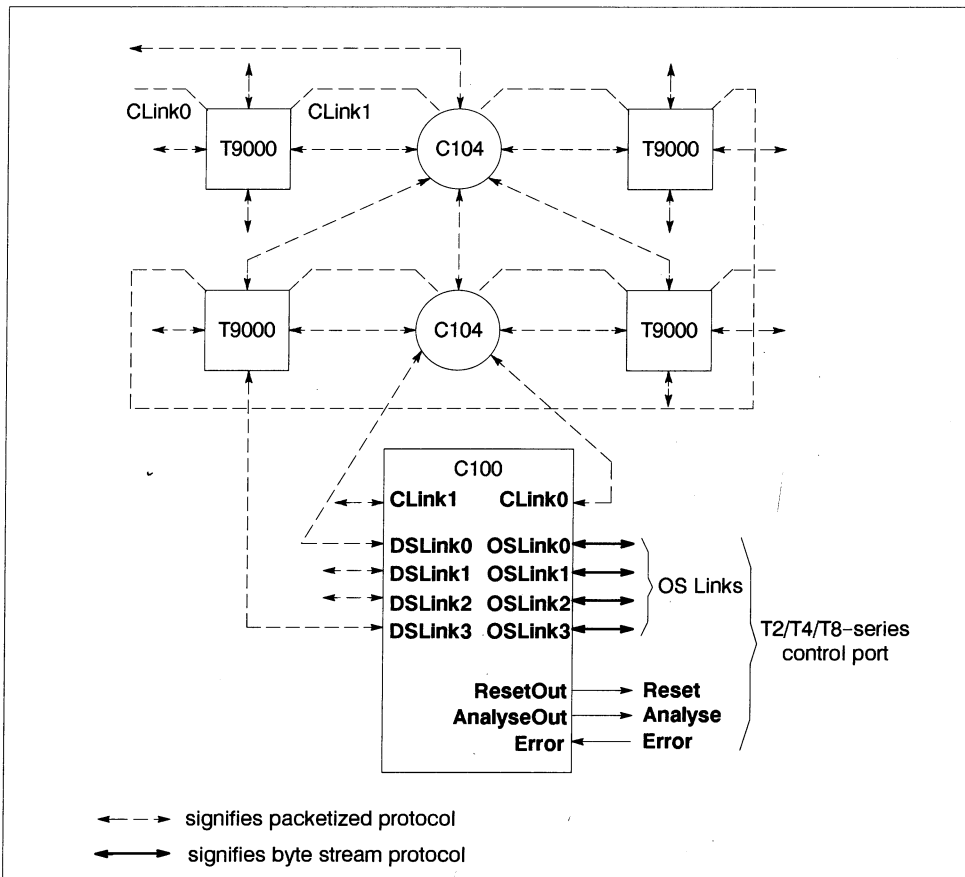 CLink0 CLink1
T9000 C104 T9000
T9000 C104 T9000
C100
CLink1 CLink0
DSLink0 OSLink0
DSLink1 OSLink1
OS Links
DSLink2 OSLink2
DSLink3 OSLink3
T2/T4/T8-series
control port
ResetOut Reset
AnalyseOut Analyse
Error Error
signifies packetized protocol
signifies byte stream protocol